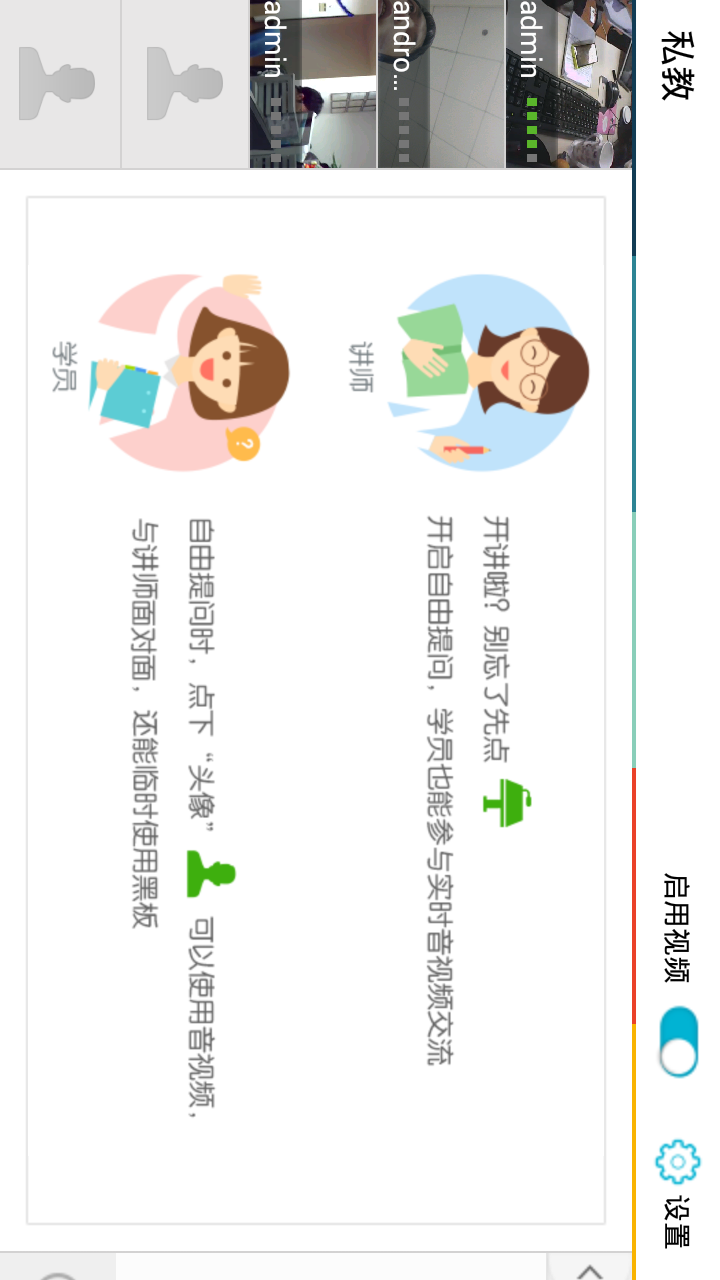 私教
启用视频
设置
admin
andro...
admin
讲师
开讲啦？别忘了先点
开启自由提问，学员也能参与实时音视频交流
学员
?
自由提问时，点下“头像” 可以使用音视频，
与讲师面对面，还能临时使用黑板